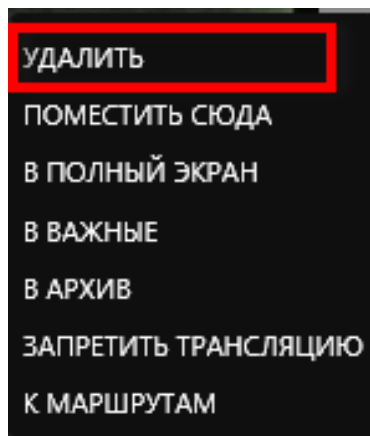 УДАЛИТЬ
ПОМЕСТИТЬ СЮДА
В ПОЛНЫЙ ЭКРАН
В ВАЖНЫЕ
В АРХИВ
ЗАПРЕТИТЬ ТРАНСЛЯЦИЮ
К МАРШРУТАМ